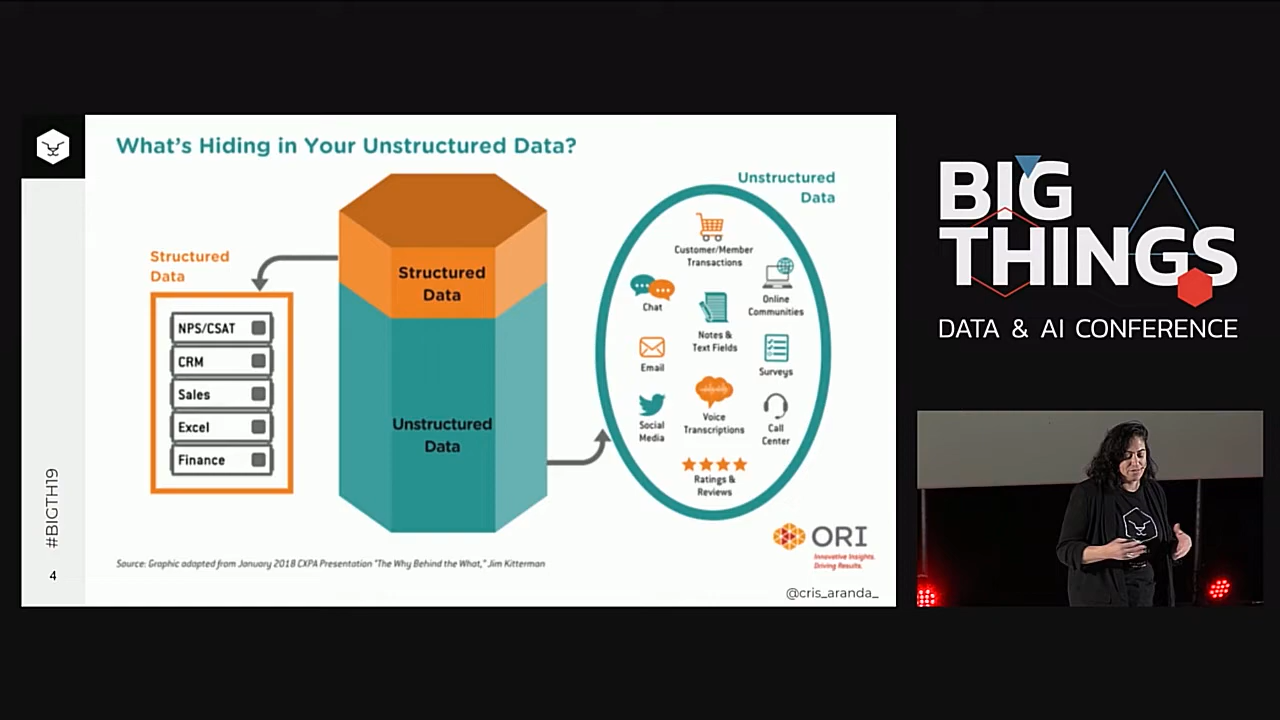 What's Hiding in Your Unstructured Data?
Structured
Data
NPS/CSAT
CRM
Sales
Excel
Finance
Structured
Data
Unstructured
Data
Unstructured
Data
Customer/Member
Transactions
Chat
Online
Communities
Notes &
Text Fields
Email
Surveys
Social
Media
Voice
Transcriptions
Call
Center
Ratings &
Reviews
ORI
Innovative Insights.
Driving Results.
Source: Graphic adapted from January 2018 CXPA Presentation "The Why Behind the What," Jim Kitterman
@cris_aranda_
#BIGTH19
4
BIG
THINGS
DATA & AI CONFERENCE